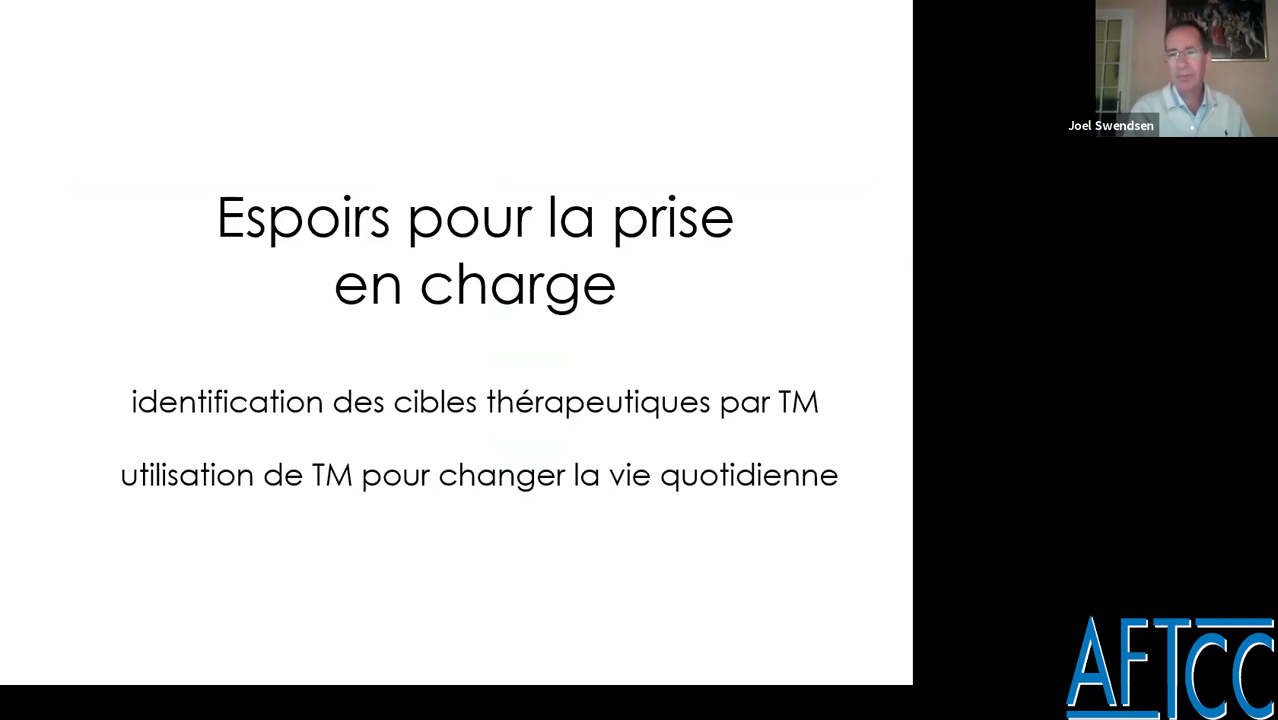 Joel Swendsen
Espoirs pour la prise
en charge
identification des cibles thérapeutiques par TM
utilisation de TM pour changer la vie quotidienne
AFTCC